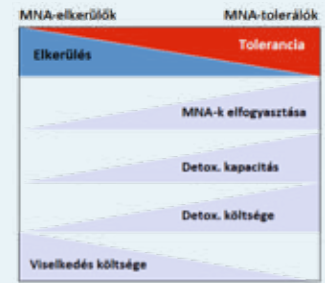 MNA-elkerülők MNA-tolerálók
Elkerülés Tolerancia
MNA-k elfogyasztása
Detox. kapacitás
Detox. költsége
Viselkedés költsége